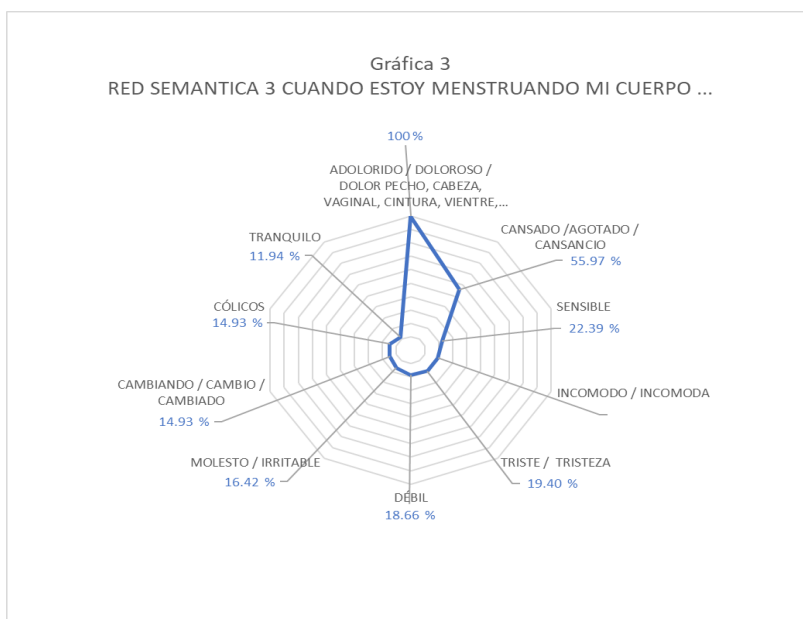 Gráfica 3
RED SEMANTICA 3 CUANDO ESTOY MENSTRUANDO MI CUERPO ...
100 %
ADOLORIDO / DOLOROSO /
DOLOR PECHO, CABEZA,
VAGINAL, CINTURA, VIENTRE,...
CANSADO /AGOTADO /
CANSANCIO
55.97 %
SENSIBLE
22.39 %
INCOMODO / INCOMODA
TRISTE / TRISTEZA
19.40 %
DÉBIL
18.66 %
MOLESTO / IRRITABLE
16.42 %
CAMBIANDO / CAMBIO /
CAMBIADO
14.93 %
CÓLICOS
14.93 %
TRANQUILO
11.94 %